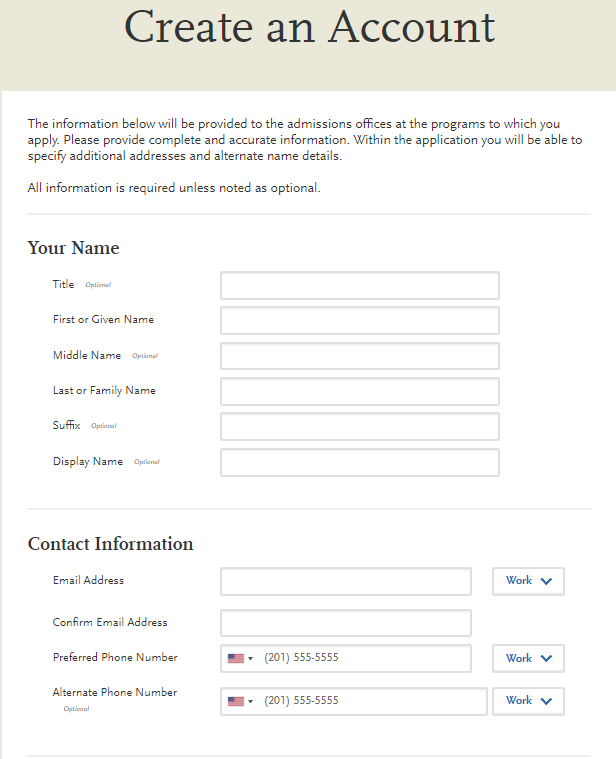 Create an Account
The information below will be provided to the admissions offices at the programs to which you
apply. Please provide complete and accurate information. Within the application you will be able to
specify additional addresses and alternate name details.
All information is required unless noted as optional.
Your Name
Title Optional
First or Given Name
Middle Name Optional
Last or Family Name
Suffix Optional
Display Name Optional
Contact Information
Email Address Work
Confirm Email Address
Preferred Phone Number (201) 555-5555 Work
Alternate Phone Number (201) 555-5555 Work
Optional